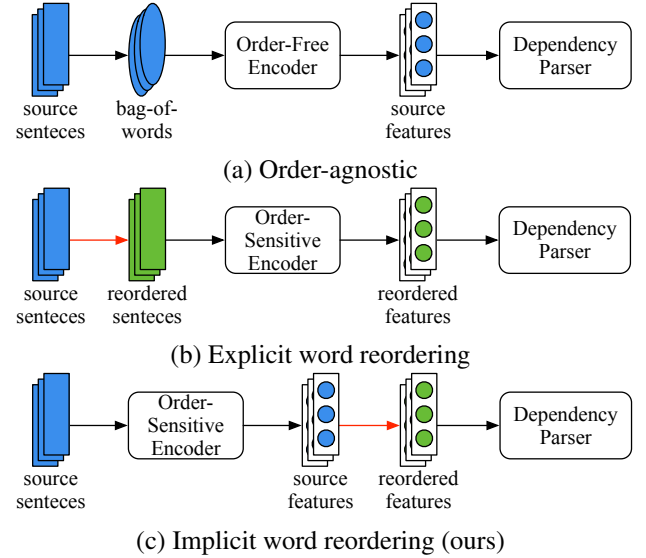 Order-Free
Encoder
Dependency
Parser
source
senteces
bag-of-
words
source
features
(a) Order-agnostic
Order-
Sensitive
Encoder
Dependency
Parser
source
senteces
reordered
senteces
reordered
features
(b) Explicit word reordering
Order-
Sensitive
Encoder
Dependency
Parser
source
senteces
source
features
reordered
features
(c) Implicit word reordering (ours)